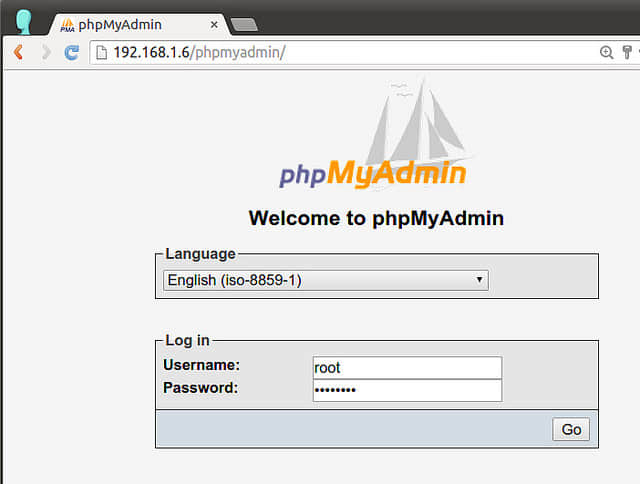 phpMyAdmin
192.168.1.6/phpmyadmin/
phpMyAdmin
Welcome to phpMyAdmin
Language
English (iso-8859-1)
Log in
Username:
root
Password:
••••••••
Go